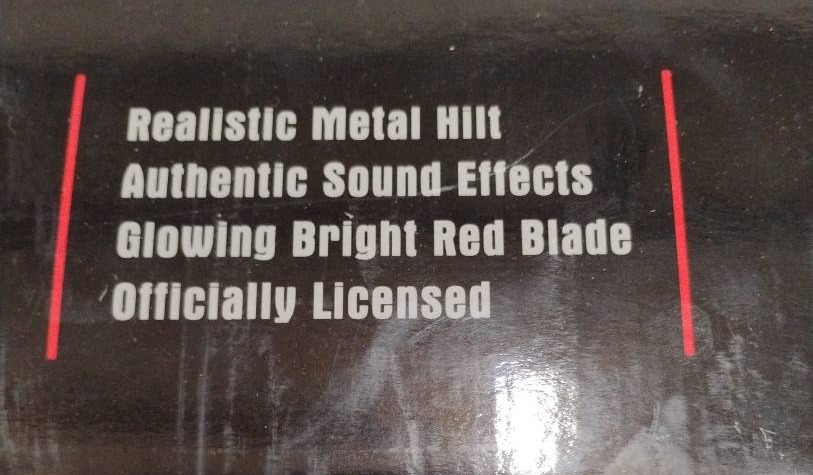 Realistic Metal Hilt
Authentic Sound Effects
Glowing Bright Red Blade
Officially Licensed